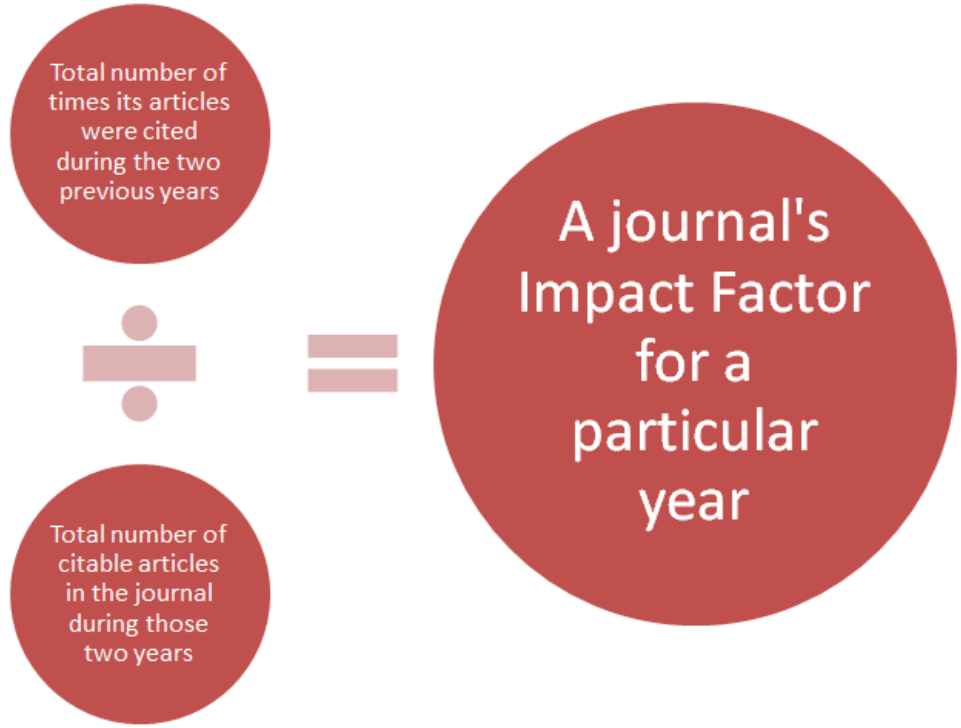 Total number of
times its articles
were cited
during the two
previous years
÷
=
Total number of
citable articles
in the journal
during those
two years
A journal's
Impact Factor
for a
particular
year